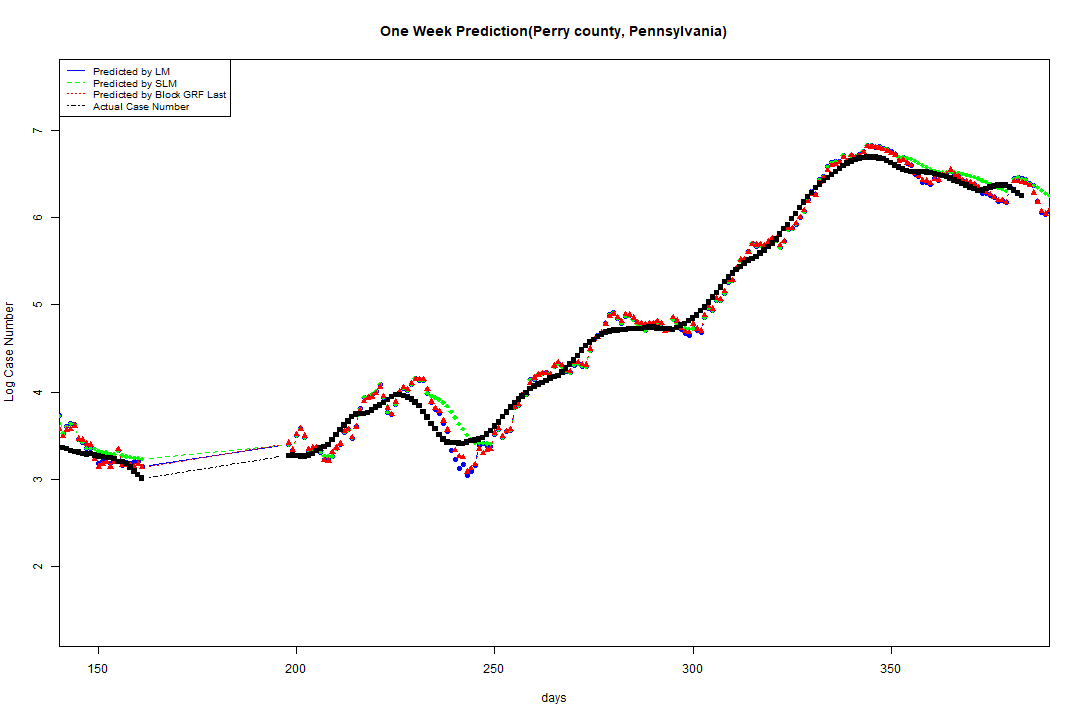 One Week Prediction(Perry county, Pennsylvania)
Predicted by LM
Predicted by SLM
Predicted by Block GRF Last
Actual Case Number
Log Case Number
7
6
5
4
3
2
150 200 250 300 350
days